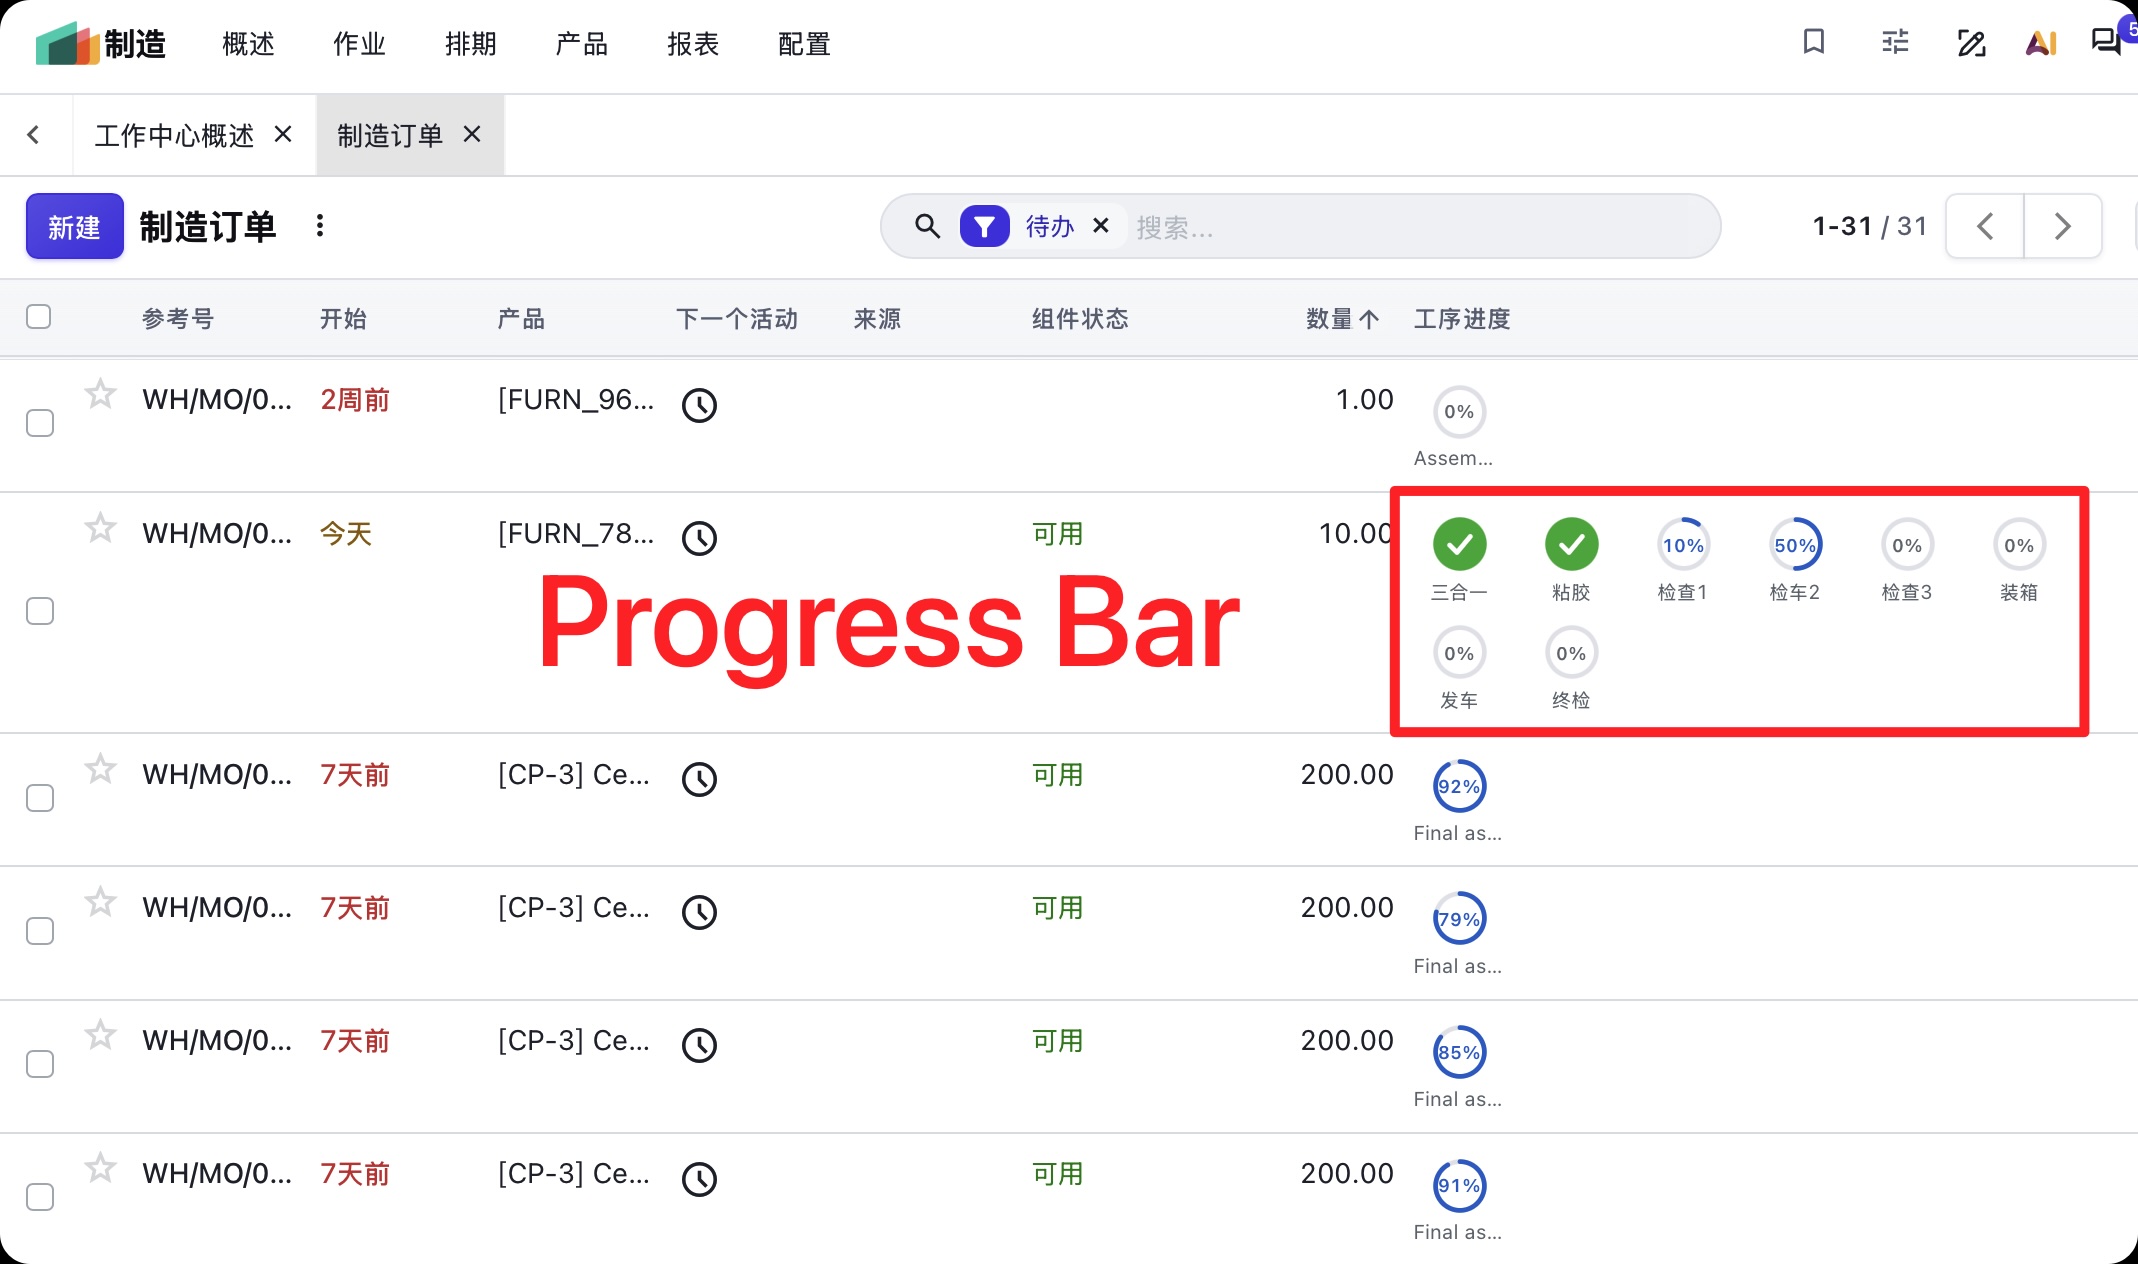 制造 概述 作业 排期 产品 报表 配置 AI 5
工作中心概述 制造订单
新建 制造订单 待办 搜索... 1-31 / 31
参考号 开始 产品 下一个活动 来源 组件状态 数量 工序进度
WH/MO/0... 2周前 [FURN_96... 1.00 0%
Assem...
WH/MO/0... 今天 [FURN_78... 可用 10.00 10% 50% 0% 0%
三合一 粘胶 检查1 检车2 检查3 装箱
Progress Bar
0% 0%
发车 终检
WH/MO/0... 7天前 [CP-3] Ce... 可用 200.00 92%
Final as...
WH/MO/0... 7天前 [CP-3] Ce... 可用 200.00 79%
Final as...
WH/MO/0... 7天前 [CP-3] Ce... 可用 200.00 85%
Final as...
WH/MO/0... 7天前 [CP-3] Ce... 可用 200.00 91%
Final as...